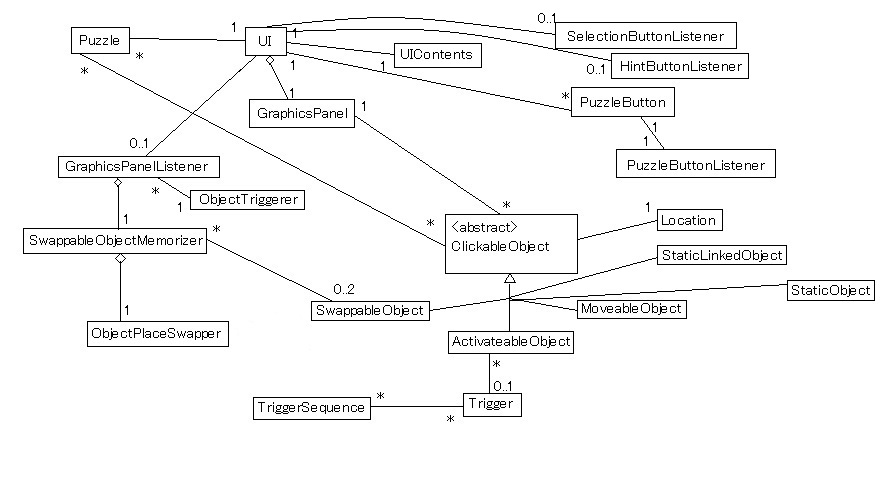 1
0..1
SelectionButtonListener
Puzzle
UI
1
*
*
UIContents
1
1
0..1
HintButtonListener
1
1
*
PuzzleButton
GraphicsPanel
1
1
0..1
PuzzleButtonListener
GraphicsPanelListener
*
1
ObjectTriggerer
*
1
1
*
*
<abstract>
ClickableObject
Location
SwappableObjectMemorizer
StaticLinkedObject
0..2
StaticObject
1
SwappableObject
MoveableObject
ObjectPlaceSwapper
ActivateableObject
*
0..1
TriggerSequence
*
*
Trigger